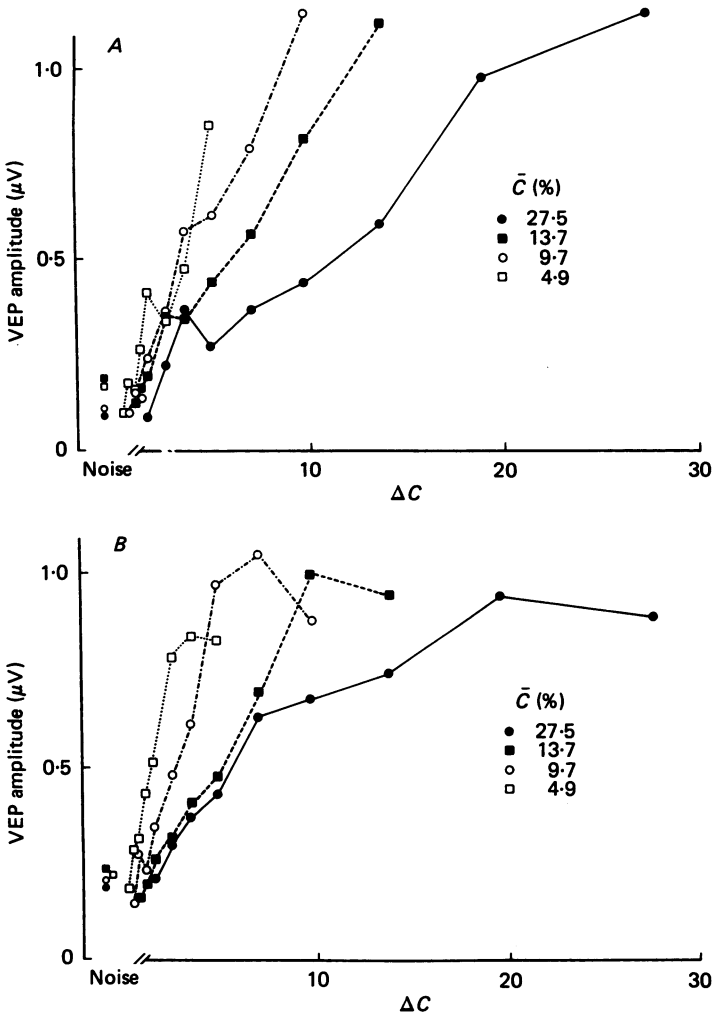 A
1·0
0·5
0
VEP amplitude (μV)
C̄ (%)
27·5
13·7
9·7
4·9
Noise 10 20 30
ΔC
B
1·0
0·5
0
VEP amplitude (μV)
C̄ (%)
27·5
13·7
9·7
4·9
Noise 10 20 30
ΔC